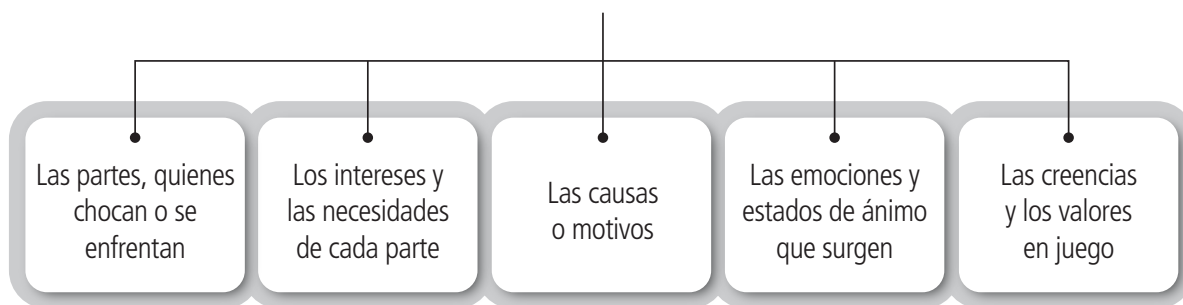 Las partes, quienes
chocan o se
enfrentan
Los intereses y
las necesidades
de cada parte
Las causas
o motivos
Las emociones y
estados de ánimo
que surgen
Las creencias
y los valores
en juego